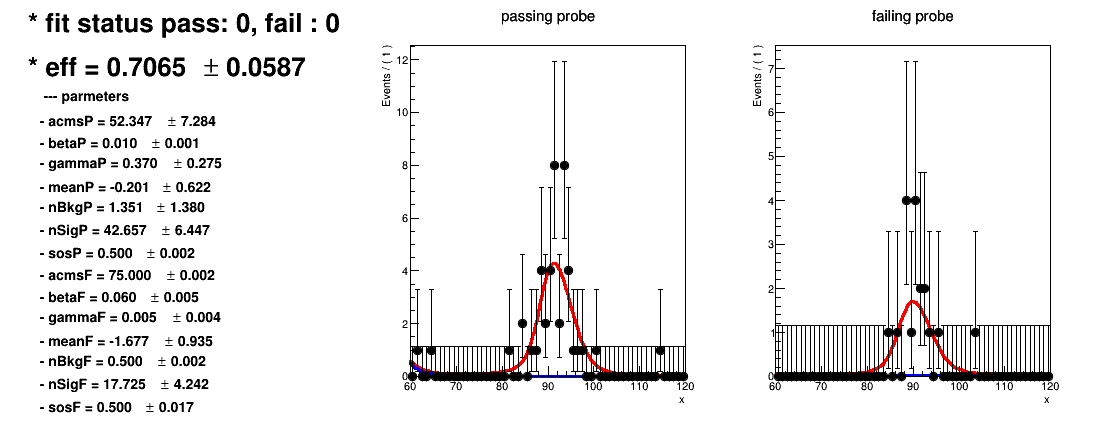 * fit status pass: 0, fail : 0
* eff = 0.7065 ± 0.0587
--- parmeters
- acmsP = 52.347 ± 7.284
- betaP = 0.010 ± 0.001
- gammaP = 0.370 ± 0.275
- meanP = -0.201 ± 0.622
- nBkgP = 1.351 ± 1.380
- nSigP = 42.657 ± 6.447
- sosP = 0.500 ± 0.002
- acmsF = 75.000 ± 0.002
- betaF = 0.060 ± 0.005
- gammaF = 0.005 ± 0.004
- meanF = -1.677 ± 0.935
- nBkgF = 0.500 ± 0.002
- nSigF = 17.725 ± 4.242
- sosF = 0.500 ± 0.017
passing probe
Events / ( 1 )
12
10
8
6
4
2
0
60 70 80 90 100 110 120
x
failing probe
Events / ( 1 )
7
6
5
4
3
2
1
0
60 70 80 90 100 110 120
x